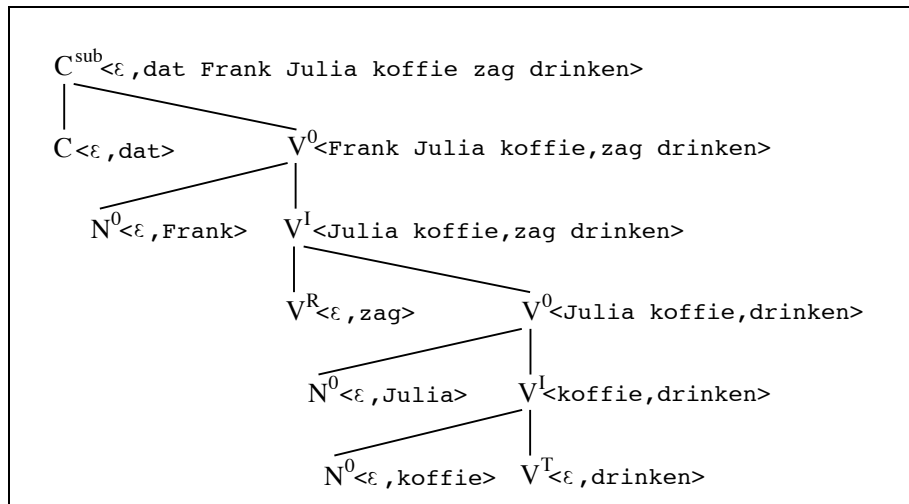 C^sub<ε,dat Frank Julia koffie zag drinken>
C<ε,dat> V^0<Frank Julia koffie,zag drinken>
N^0<ε,Frank> V^I<Julia koffie,zag drinken>
V^R<ε,zag> V^0<Julia koffie,drinken>
N^0<ε,Julia> V^I<koffie,drinken>
N^0<ε,koffie> V^T<ε,drinken>